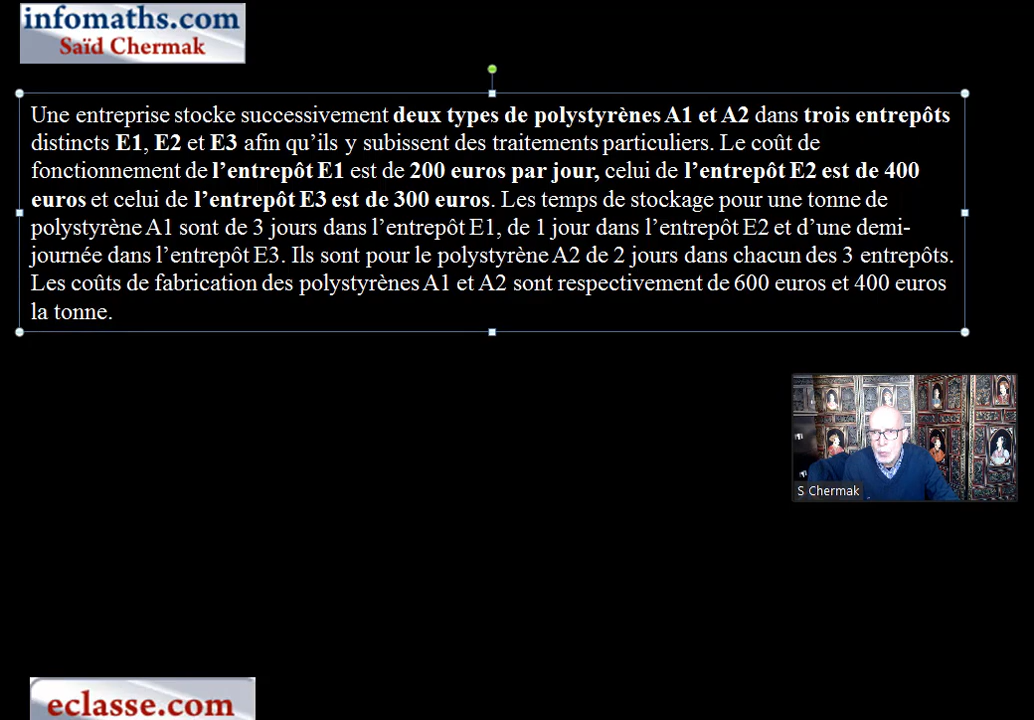 infomaths.com
Saïd Chermak
Une entreprise stocke successivement deux types de polystyrènes A1 et A2 dans trois entrepôts
distincts E1, E2 et E3 afin qu’ils y subissent des traitements particuliers. Le coût de
fonctionnement de l’entrepôt E1 est de 200 euros par jour, celui de l’entrepôt E2 est de 400
euros et celui de l’entrepôt E3 est de 300 euros. Les temps de stockage pour une tonne de
polystyrène A1 sont de 3 jours dans l’entrepôt E1, de 1 jour dans l’entrepôt E2 et d’une demi-
journée dans l’entrepôt E3. Ils sont pour le polystyrène A2 de 2 jours dans chacun des 3 entrepôts.
Les coûts de fabrication des polystyrènes A1 et A2 sont respectivement de 600 euros et 400 euros
la tonne.
S Chermak
eclasse.com